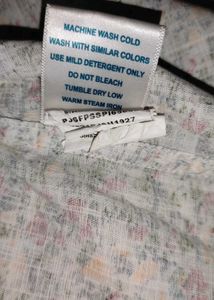 MACHINE WASH COLD
WASH WITH SIMILAR COLORS
USE MILD DETERGENT ONLY
DO NOT BLEACH
TUMBLE DRY LOW
WARM STEAM IRON